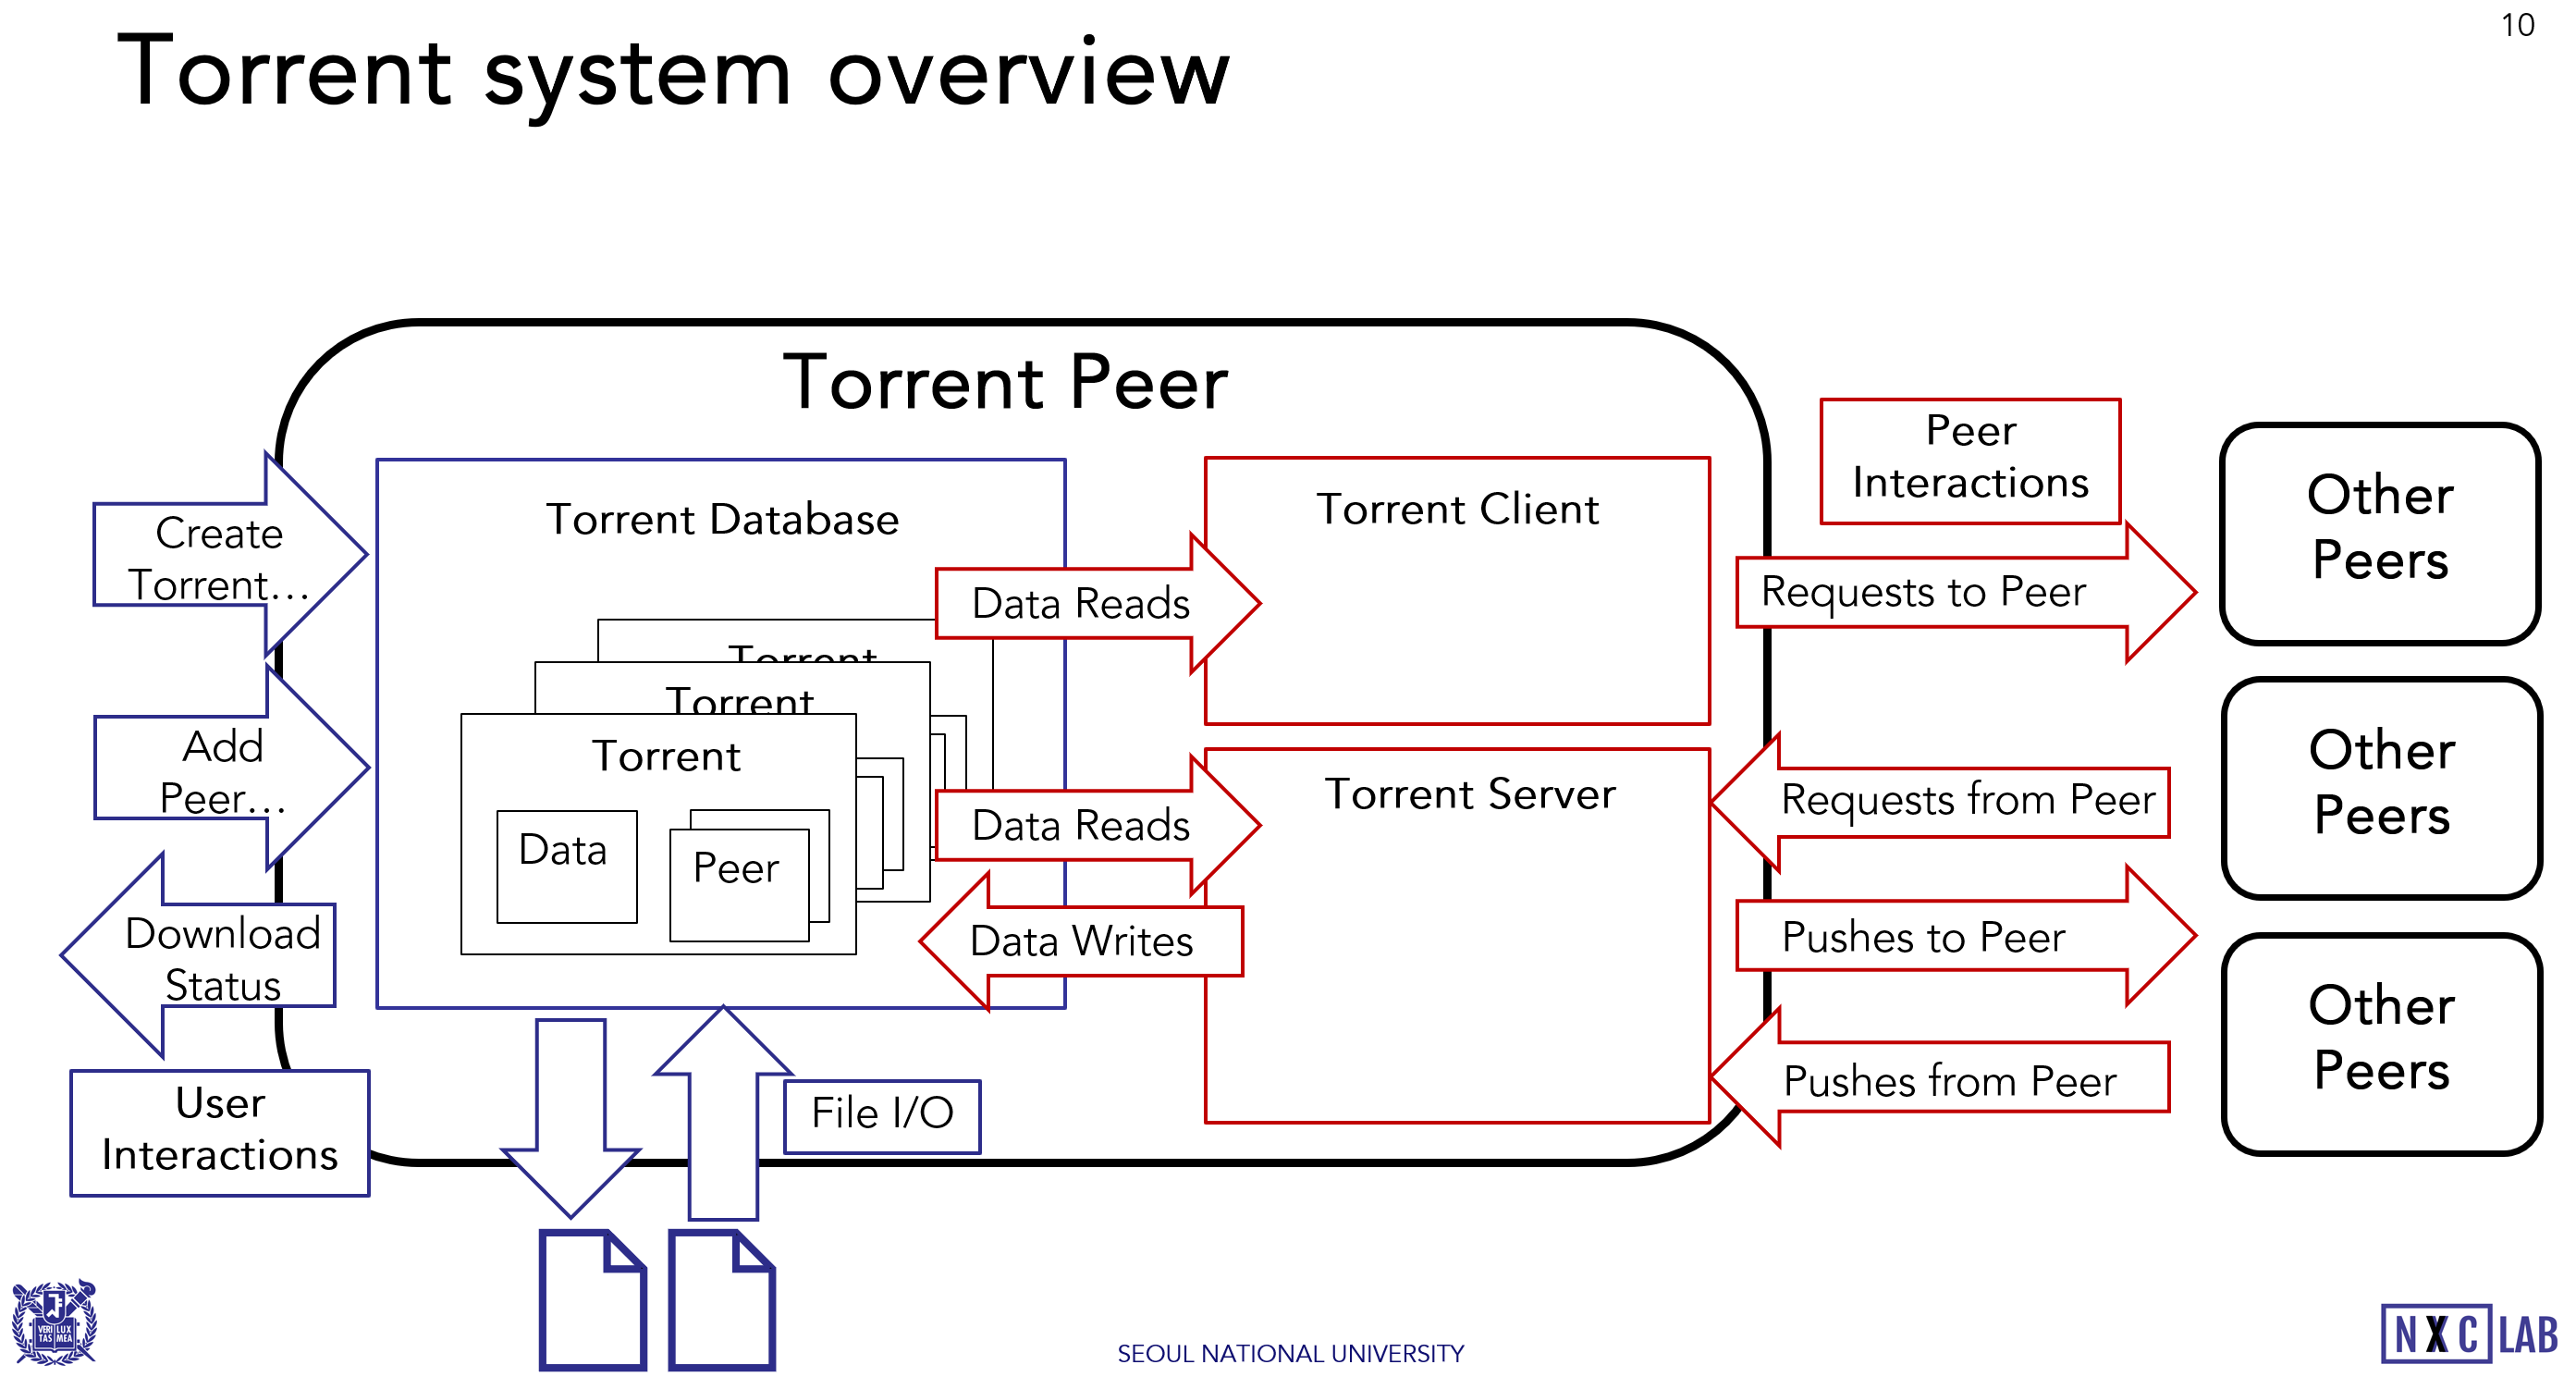 10
Torrent system overview
Torrent Peer
Create
Torrent...
Add
Peer...
Download
Status
User
Interactions
Torrent Database
Torrent
Torrent
Torrent
Data
Peer
Data Reads
Data Reads
Data Writes
File I/O
Torrent Client
Torrent Server
Peer
Interactions
Requests to Peer
Requests from Peer
Pushes to Peer
Pushes from Peer
Other
Peers
Other
Peers
Other
Peers
VERI LUX
TAS MEA
SEOUL NATIONAL UNIVERSITY
NXC LAB